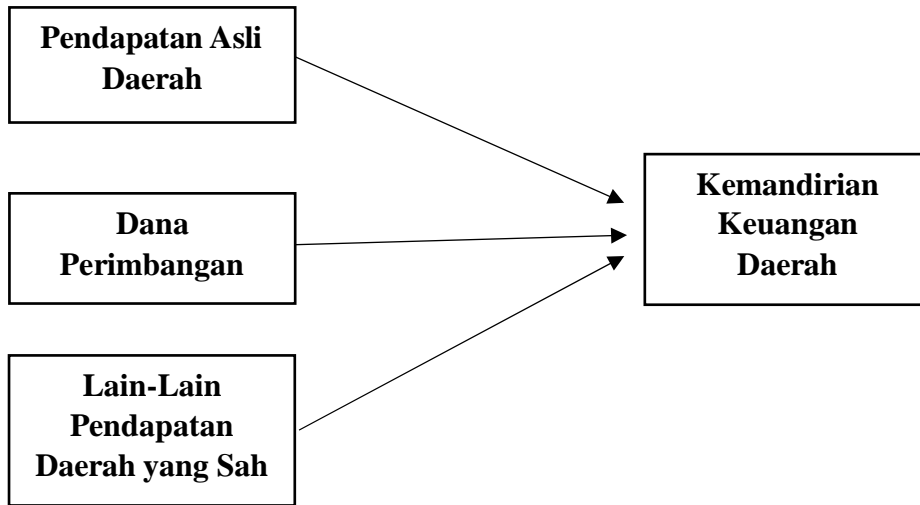 Pendapatan Asli
Daerah
Dana
Perimbangan
Lain-Lain
Pendapatan
Daerah yang Sah
Kemandirian
Keuangan
Daerah